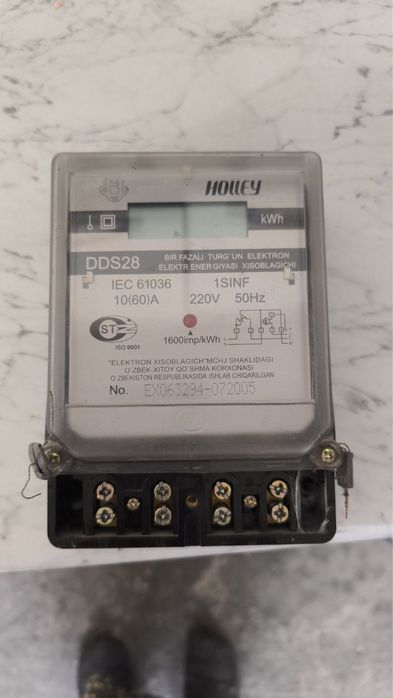 HOLLEY
kWh
DDS28
BIR FAZALI TURG'UN ELEKTRON
ELEKTR ENERGIYASI XISOBLAGICHI
IEC 61036 1SINF
10(60)A 220V 50Hz
ST
ISO 9001
1600imp/kWh
"ELEKTRON XISOBLAGICH"MCHJ SHAKLIDAGI
O'ZBEK-XITOY QO'SHMA KORXONASI
O'ZBEKISTON RESPUBLIKASIDA ISHLAB CHIQARILGAN
No. EX063294-072005